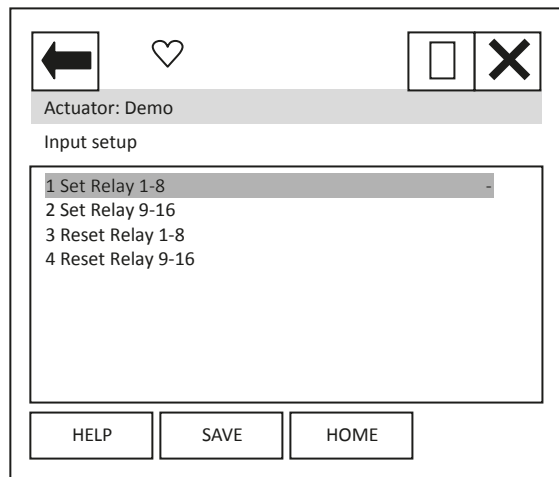 Actuator: Demo
Input setup
1 Set Relay 1-8 -
2 Set Relay 9-16
3 Reset Relay 1-8
4 Reset Relay 9-16
HELP SAVE HOME